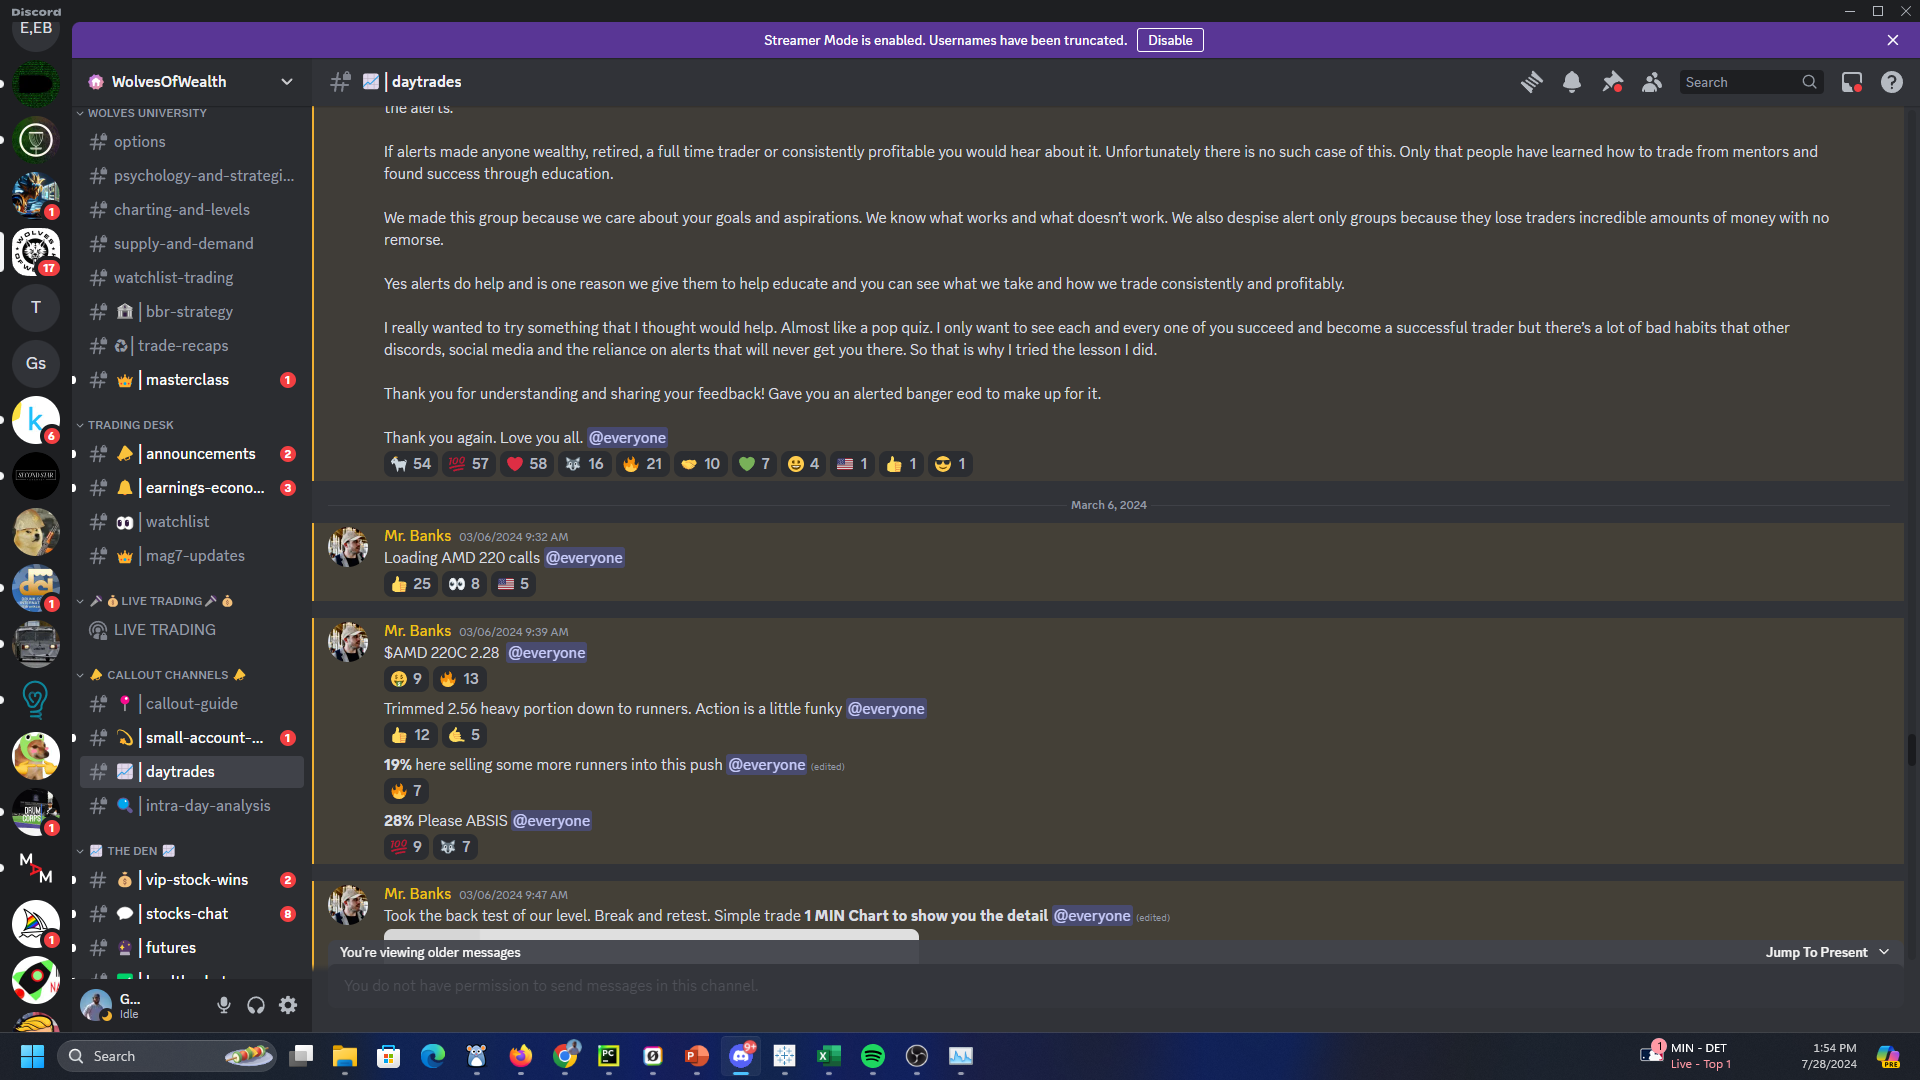 Discord
E,EB
Streamer Mode is enabled. Usernames have been truncated.
Disable
WolvesOfWealth
| daytrades
Search
WOLVES UNIVERSITY
options
psychology-and-strategi...
charting-and-levels
supply-and-demand
watchlist-trading
| bbr-strategy
| trade-recaps
| masterclass
1
TRADING DESK
| announcements
2
| earnings-econo...
3
| watchlist
| mag7-updates
LIVE TRADING
LIVE TRADING
CALLOUT CHANNELS
| callout-guide
| small-account-...
1
| daytrades
| intra-day-analysis
THE DEN
| vip-stock-wins
2
| stocks-chat
8
| futures
1
17
T
Gs
k
6
1
DRUM CORPS
1
M A M
1
G...
Idle
the alerts.
If alerts made anyone wealthy, retired, a full time trader or consistently profitable you would hear about it. Unfortunately there is no such case of this. Only that people have learned how to trade from mentors and
found success through education.
We made this group because we care about your goals and aspirations. We know what works and what doesn't work. We also despise alert only groups because they lose traders incredible amounts of money with no
remorse.
Yes alerts do help and is one reason we give them to help educate and you can see what we take and how we trade consistently and profitably.
I really wanted to try something that I thought would help. Almost like a pop quiz. I only want to see each and every one of you succeed and become a successful trader but there's a lot of bad habits that other
discords, social media and the reliance on alerts that will never get you there. So that is why I tried the lesson I did.
Thank you for understanding and sharing your feedback! Gave you an alerted banger eod to make up for it.
Thank you again. Love you all. @everyone
54 57 58 16 21 10 7 4 1 1 1
March 6, 2024
Mr. Banks 03/06/2024 9:32 AM
Loading AMD 220 calls @everyone
25 8 5
Mr. Banks 03/06/2024 9:39 AM
$AMD 220C 2.28 @everyone
9 13
Trimmed 2.56 heavy portion down to runners. Action is a little funky @everyone
12 5
19% here selling some more runners into this push @everyone (edited)
7
28% Please ABSIS @everyone
9 7
Mr. Banks 03/06/2024 9:47 AM
Took the back test of our level. Break and retest. Simple trade 1 MIN Chart to show you the detail @everyone (edited)
You're viewing older messages
Jump To Present
You do not have permission to send messages in this channel.
Search
PC
9+
1
MIN - DET
Live - Top 1
1:54 PM
7/28/2024
PRE